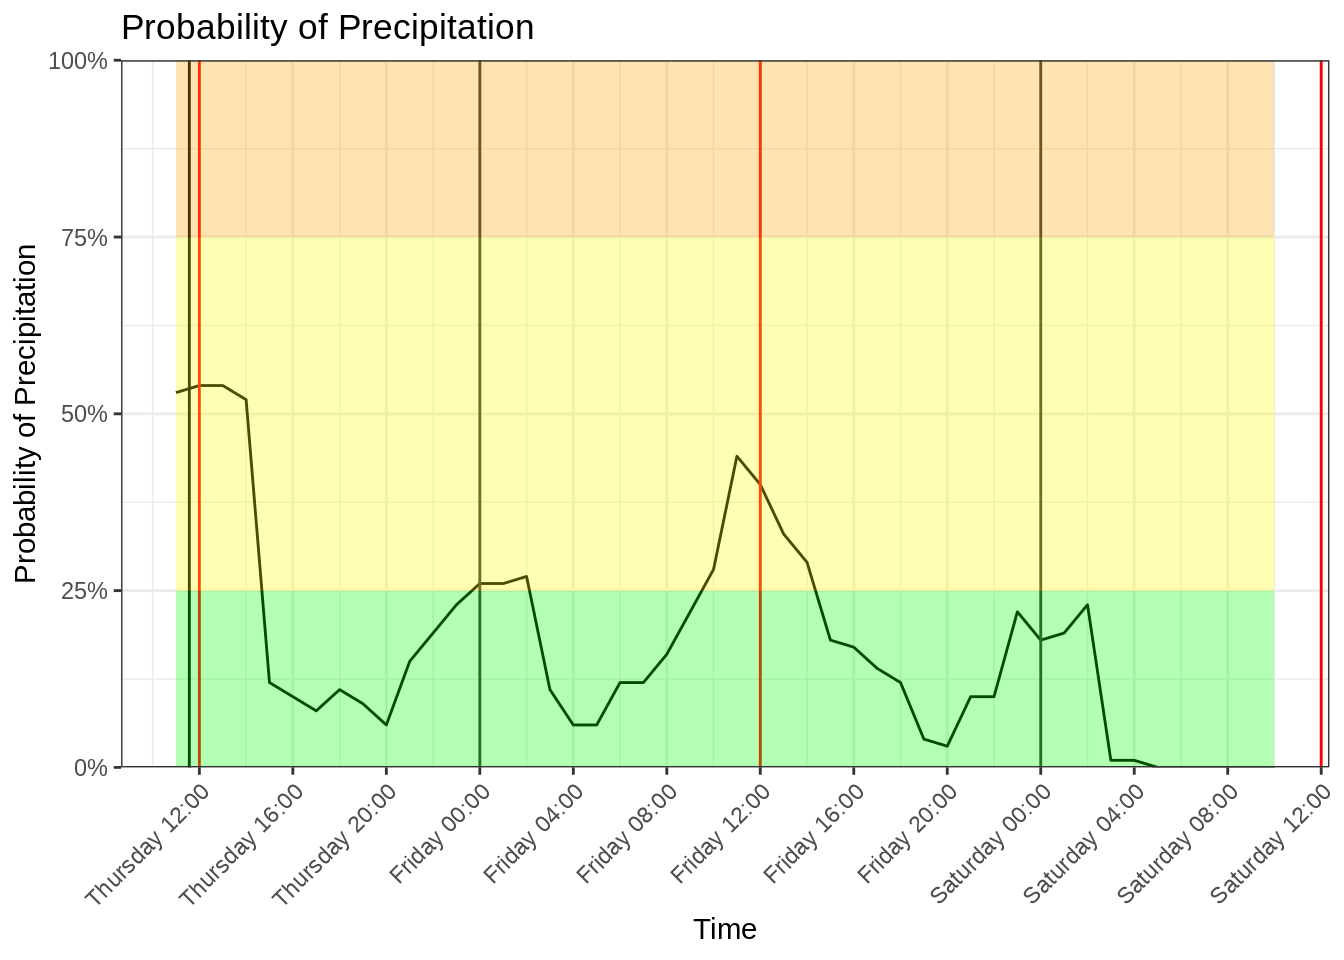 Probability of Precipitation
Probability of Precipitation
100%
75%
50%
25%
0%
Thursday 12:00
Thursday 16:00
Thursday 20:00
Friday 00:00
Friday 04:00
Friday 08:00
Friday 12:00
Friday 16:00
Friday 20:00
Saturday 00:00
Saturday 04:00
Saturday 08:00
Saturday 12:00
Time